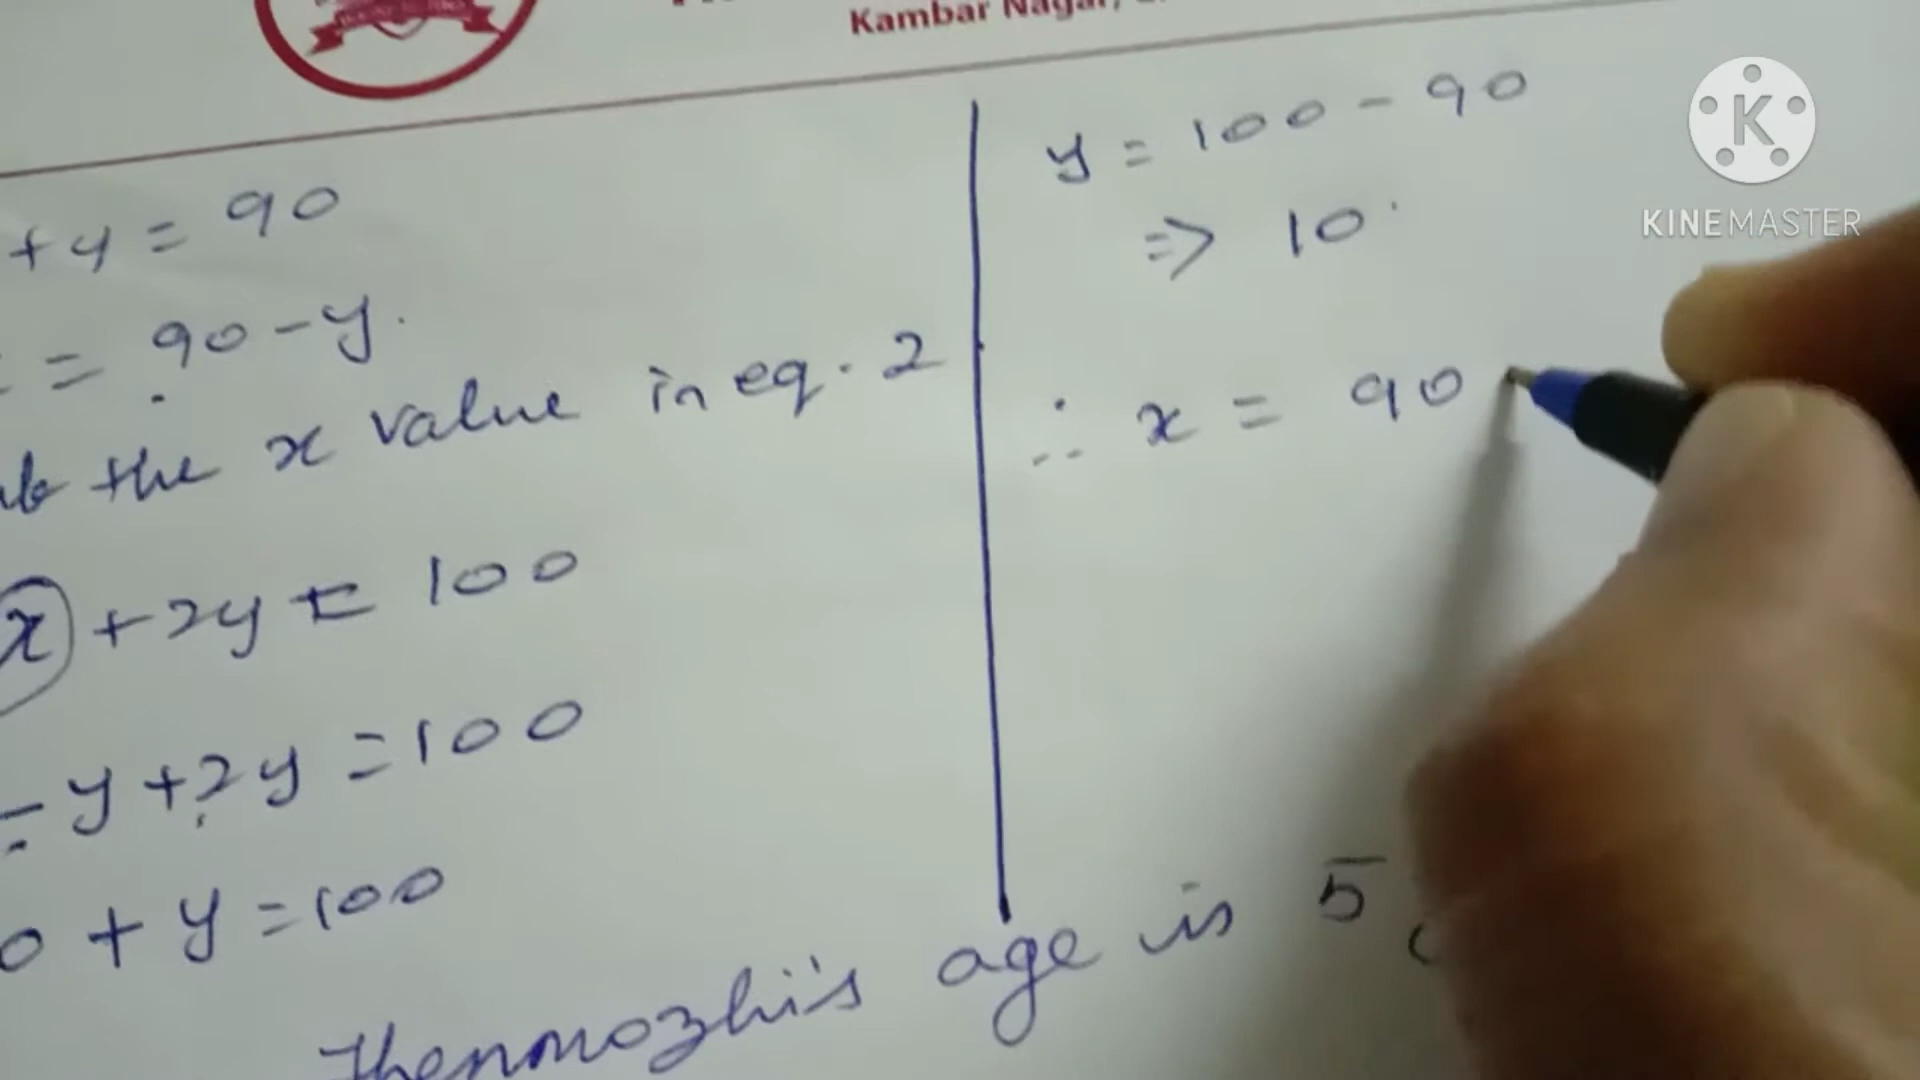 Kambar Nagar,
KINEMASTER
+ y = 90
= 90 - y.
the x value in eq. 2
x + 2y = 100
- y + 2y = 100
0 + y = 100
y = 100 - 90
=> 10
∴ x = 90
Thenmozhi's age is 5